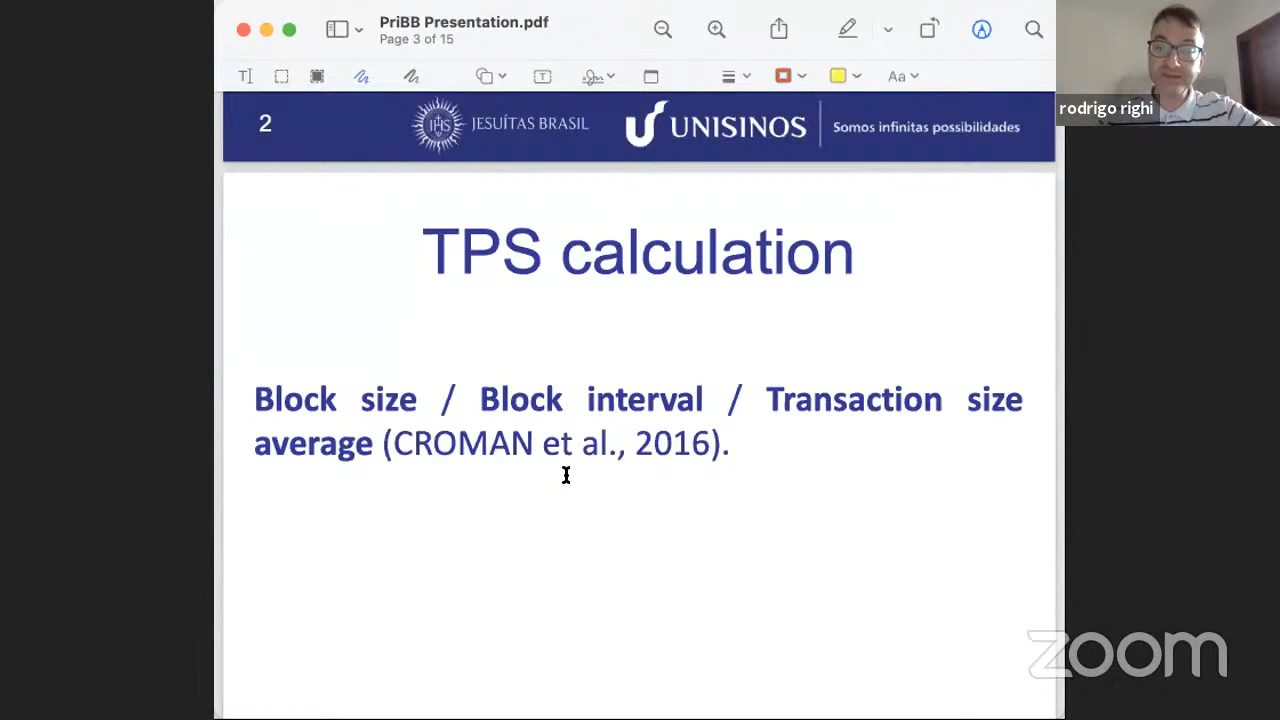 PriBB Presentation.pdf
Page 3 of 15
Aa
rodrigo righi
2
IHS
JESUÍTAS BRASIL
UNISINOS
Somos infinitas possibilidades
TPS calculation
Block size / Block interval / Transaction size
average (CROMAN et al., 2016).
zoom